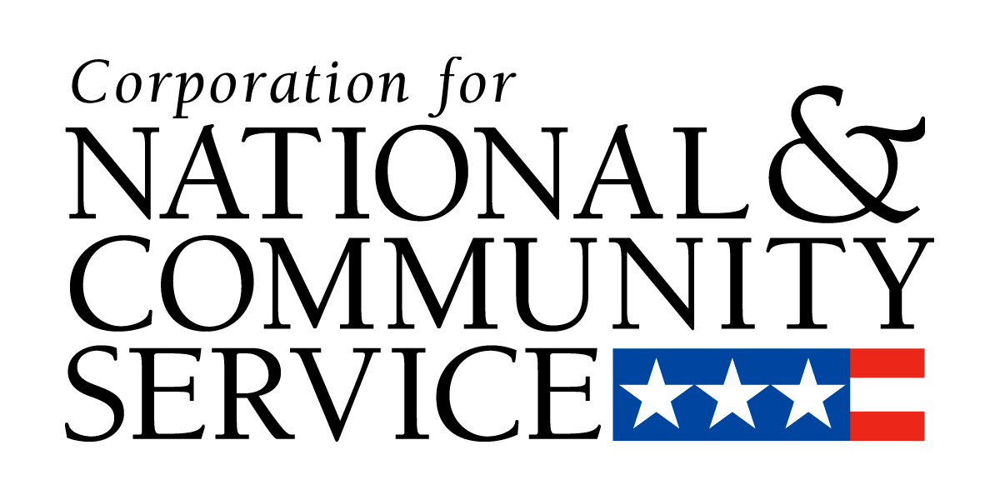 Corporation for
NATIONAL &
COMMUNITY
SERVICE